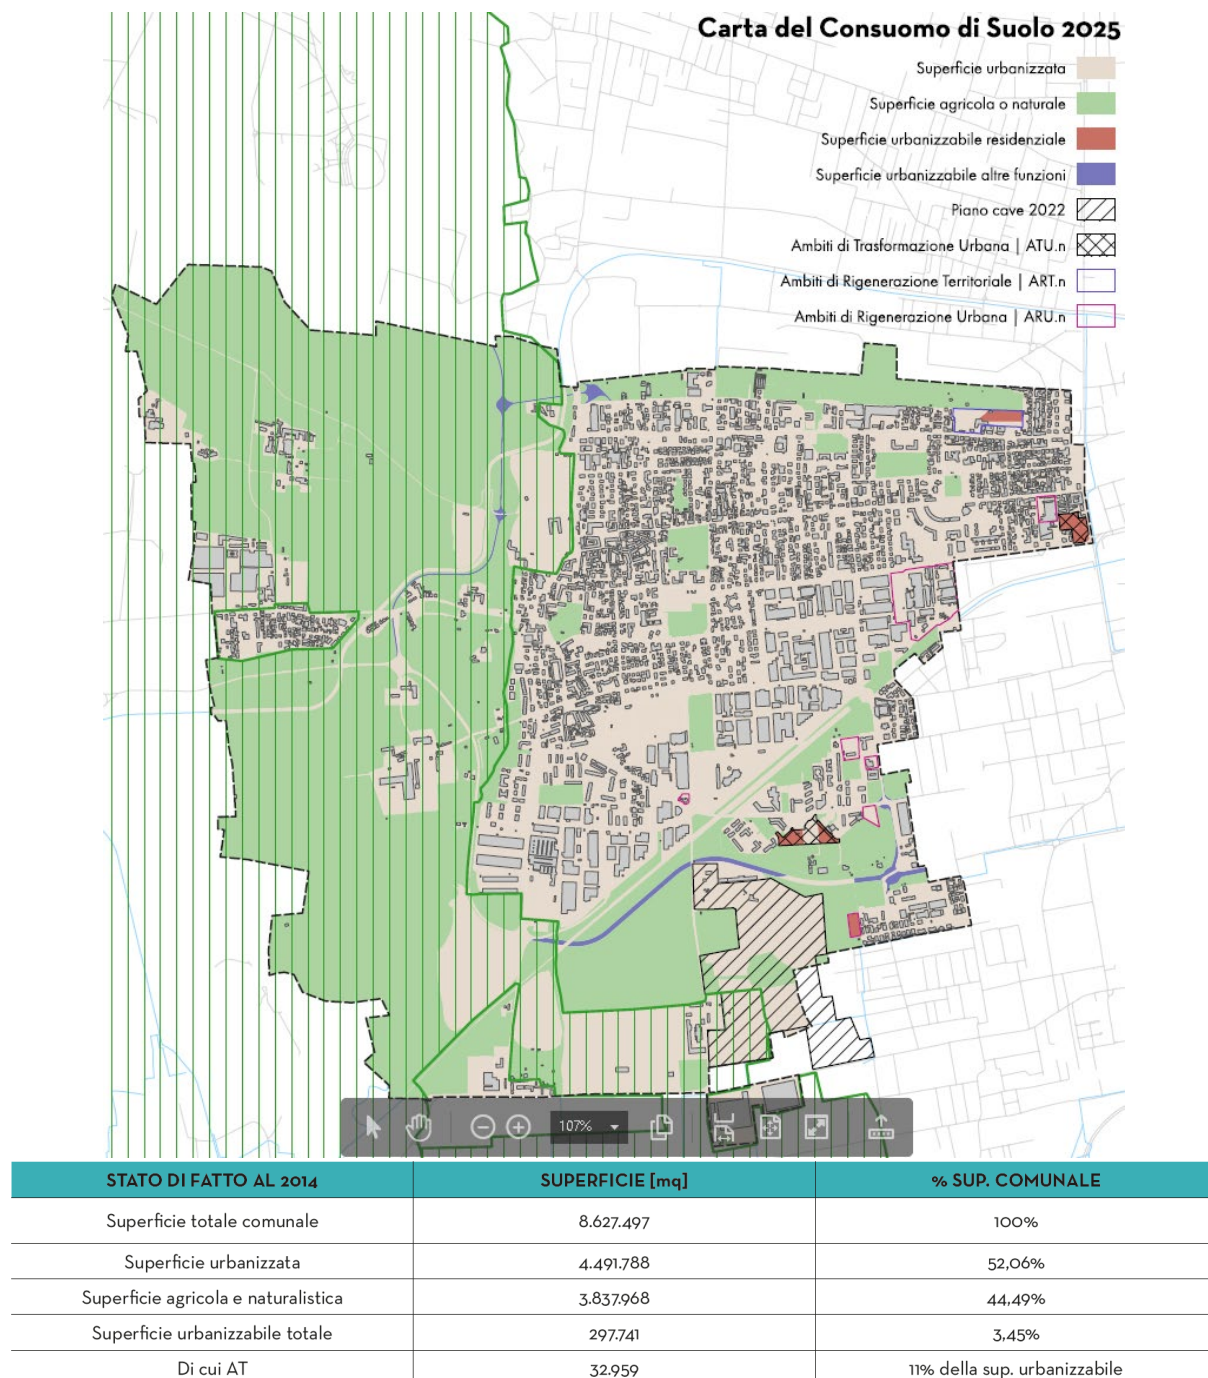 Carta del Consuomo di Suolo 2025
Superficie urbanizzata
Superficie agricola o naturale
Superficie urbanizzabile residenziale
Superficie urbanizzabile altre funzioni
Piano cave 2022
Ambiti di Trasformazione Urbana | ATU.n
Ambiti di Rigenerazione Territoriale | ART.n
Ambiti di Rigenerazione Urbana | ARU.n
107%
STATO DI FATTO AL 2014 SUPERFICIE [mq] % SUP. COMUNALE
Superficie totale comunale 8.627.497 100%
Superficie urbanizzata 4.491.788 52,06%
Superficie agricola e naturalistica 3.837.968 44,49%
Superficie urbanizzabile totale 297.741 3,45%
Di cui AT 32.959 11% della sup. urbanizzabile